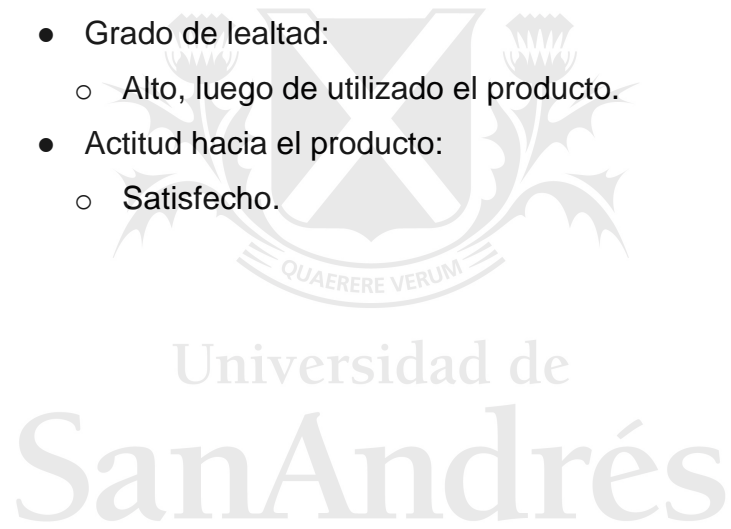 ● Grado de lealtad:
○ Alto, luego de utilizado el producto.
● Actitud hacia el producto:
○ Satisfecho.
QUAERERE VERUM
Universidad de
SanAndrés